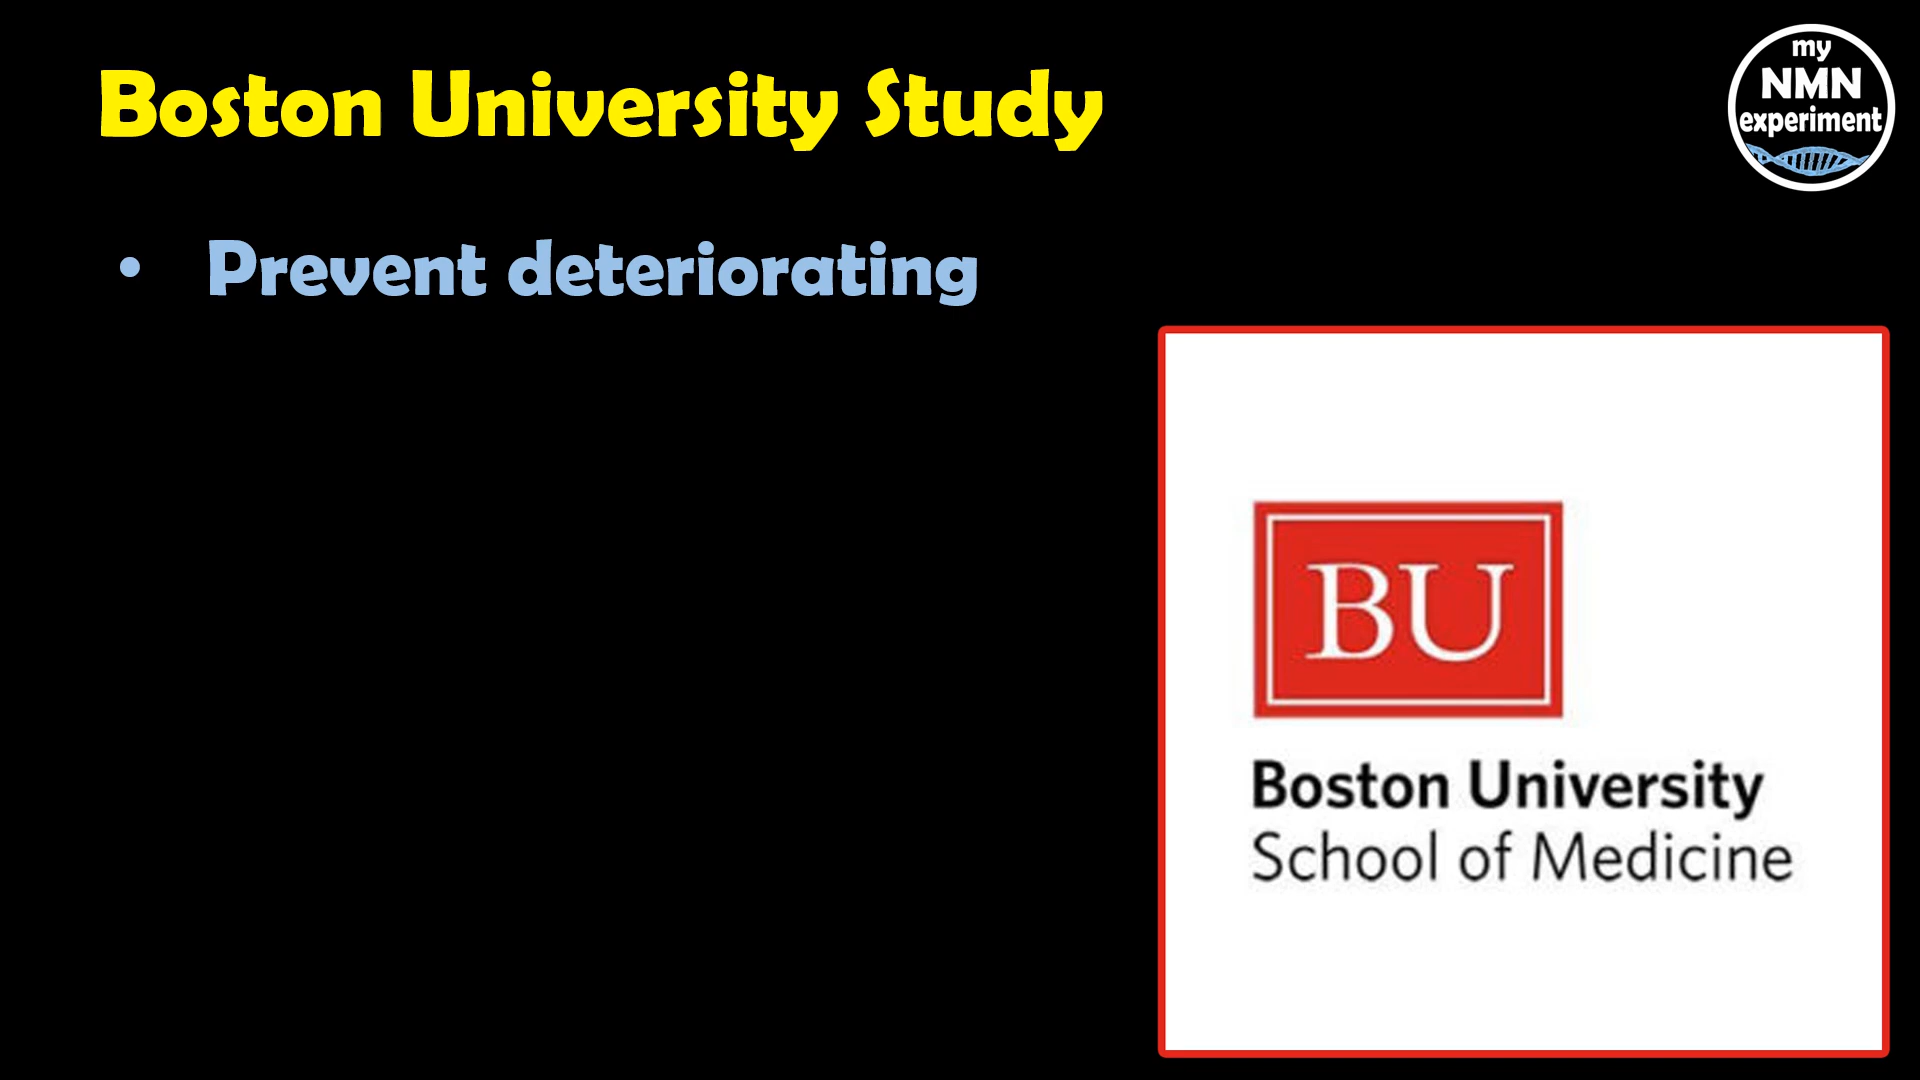 Boston University Study
my
NMN
experiment
• Prevent deteriorating
BU
Boston University
School of Medicine